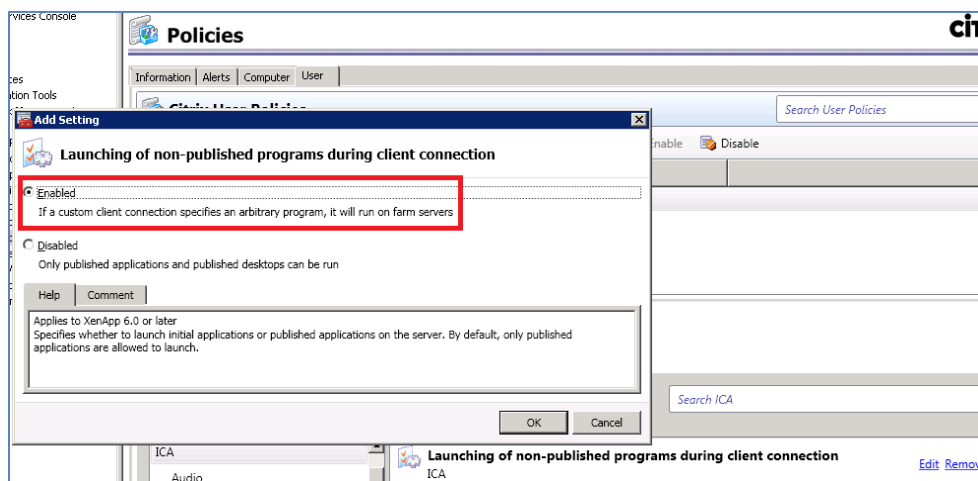 vices Console
Policies
Information Alerts Computer User
ces
ation Tools
Citrix User Policies
Search User Policies
Add Setting
nable Disable
Launching of non-published programs during client connection
Enabled
If a custom client connection specifies an arbitrary program, it will run on farm servers
Disabled
Only published applications and published desktops can be run
Help Comment
Applies to XenApp 6.0 or later
Specifies whether to launch initial applications or published applications on the server. By default, only published
applications are allowed to launch.
Search ICA
OK Cancel
ICA
Launching of non-published programs during client connection
Edit Remov
ICA
Audio